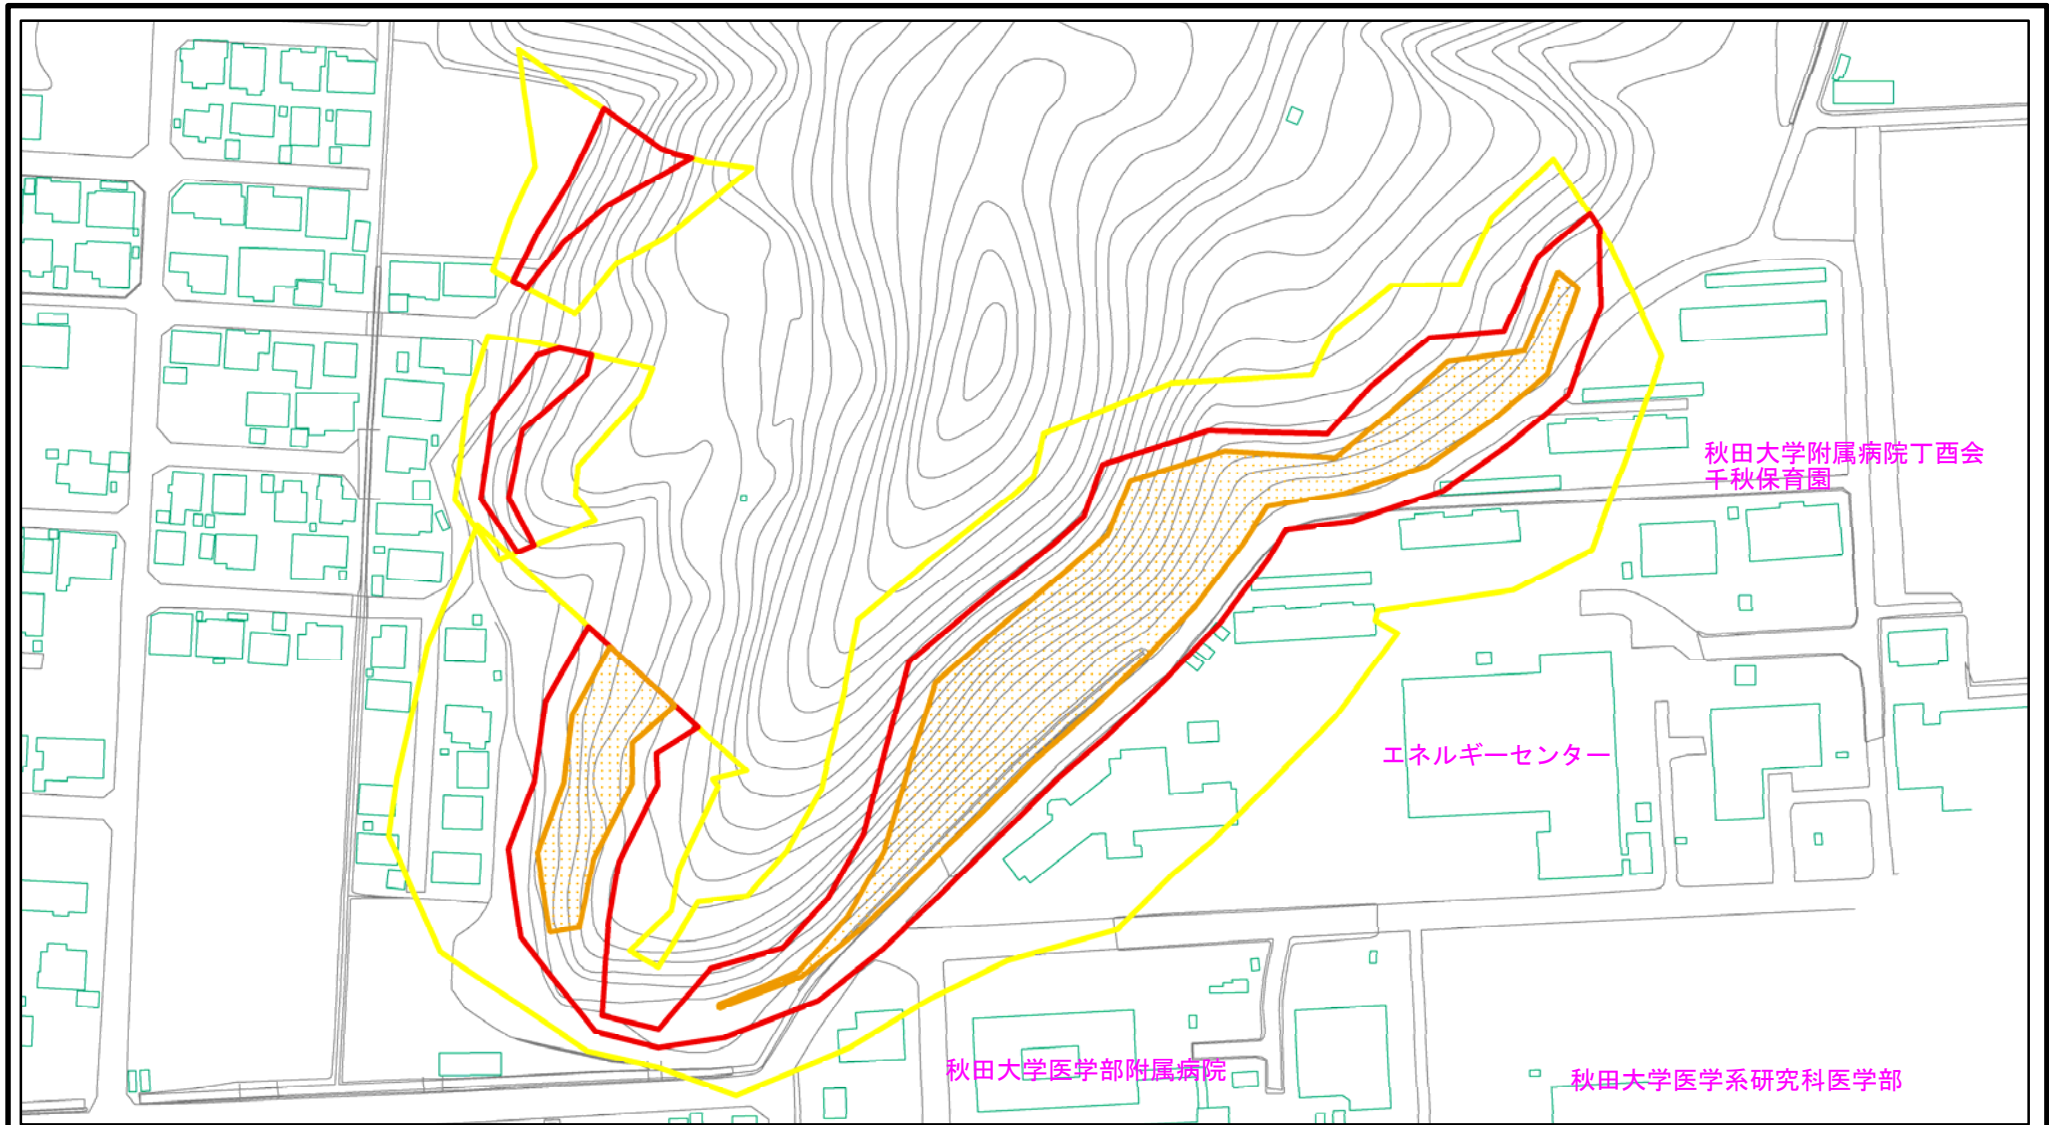 秋田大学附属病院丁酉会
千秋保育園
エネルギーセンター
秋田大学医学部附属病院
秋田大学医学系研究科医学部